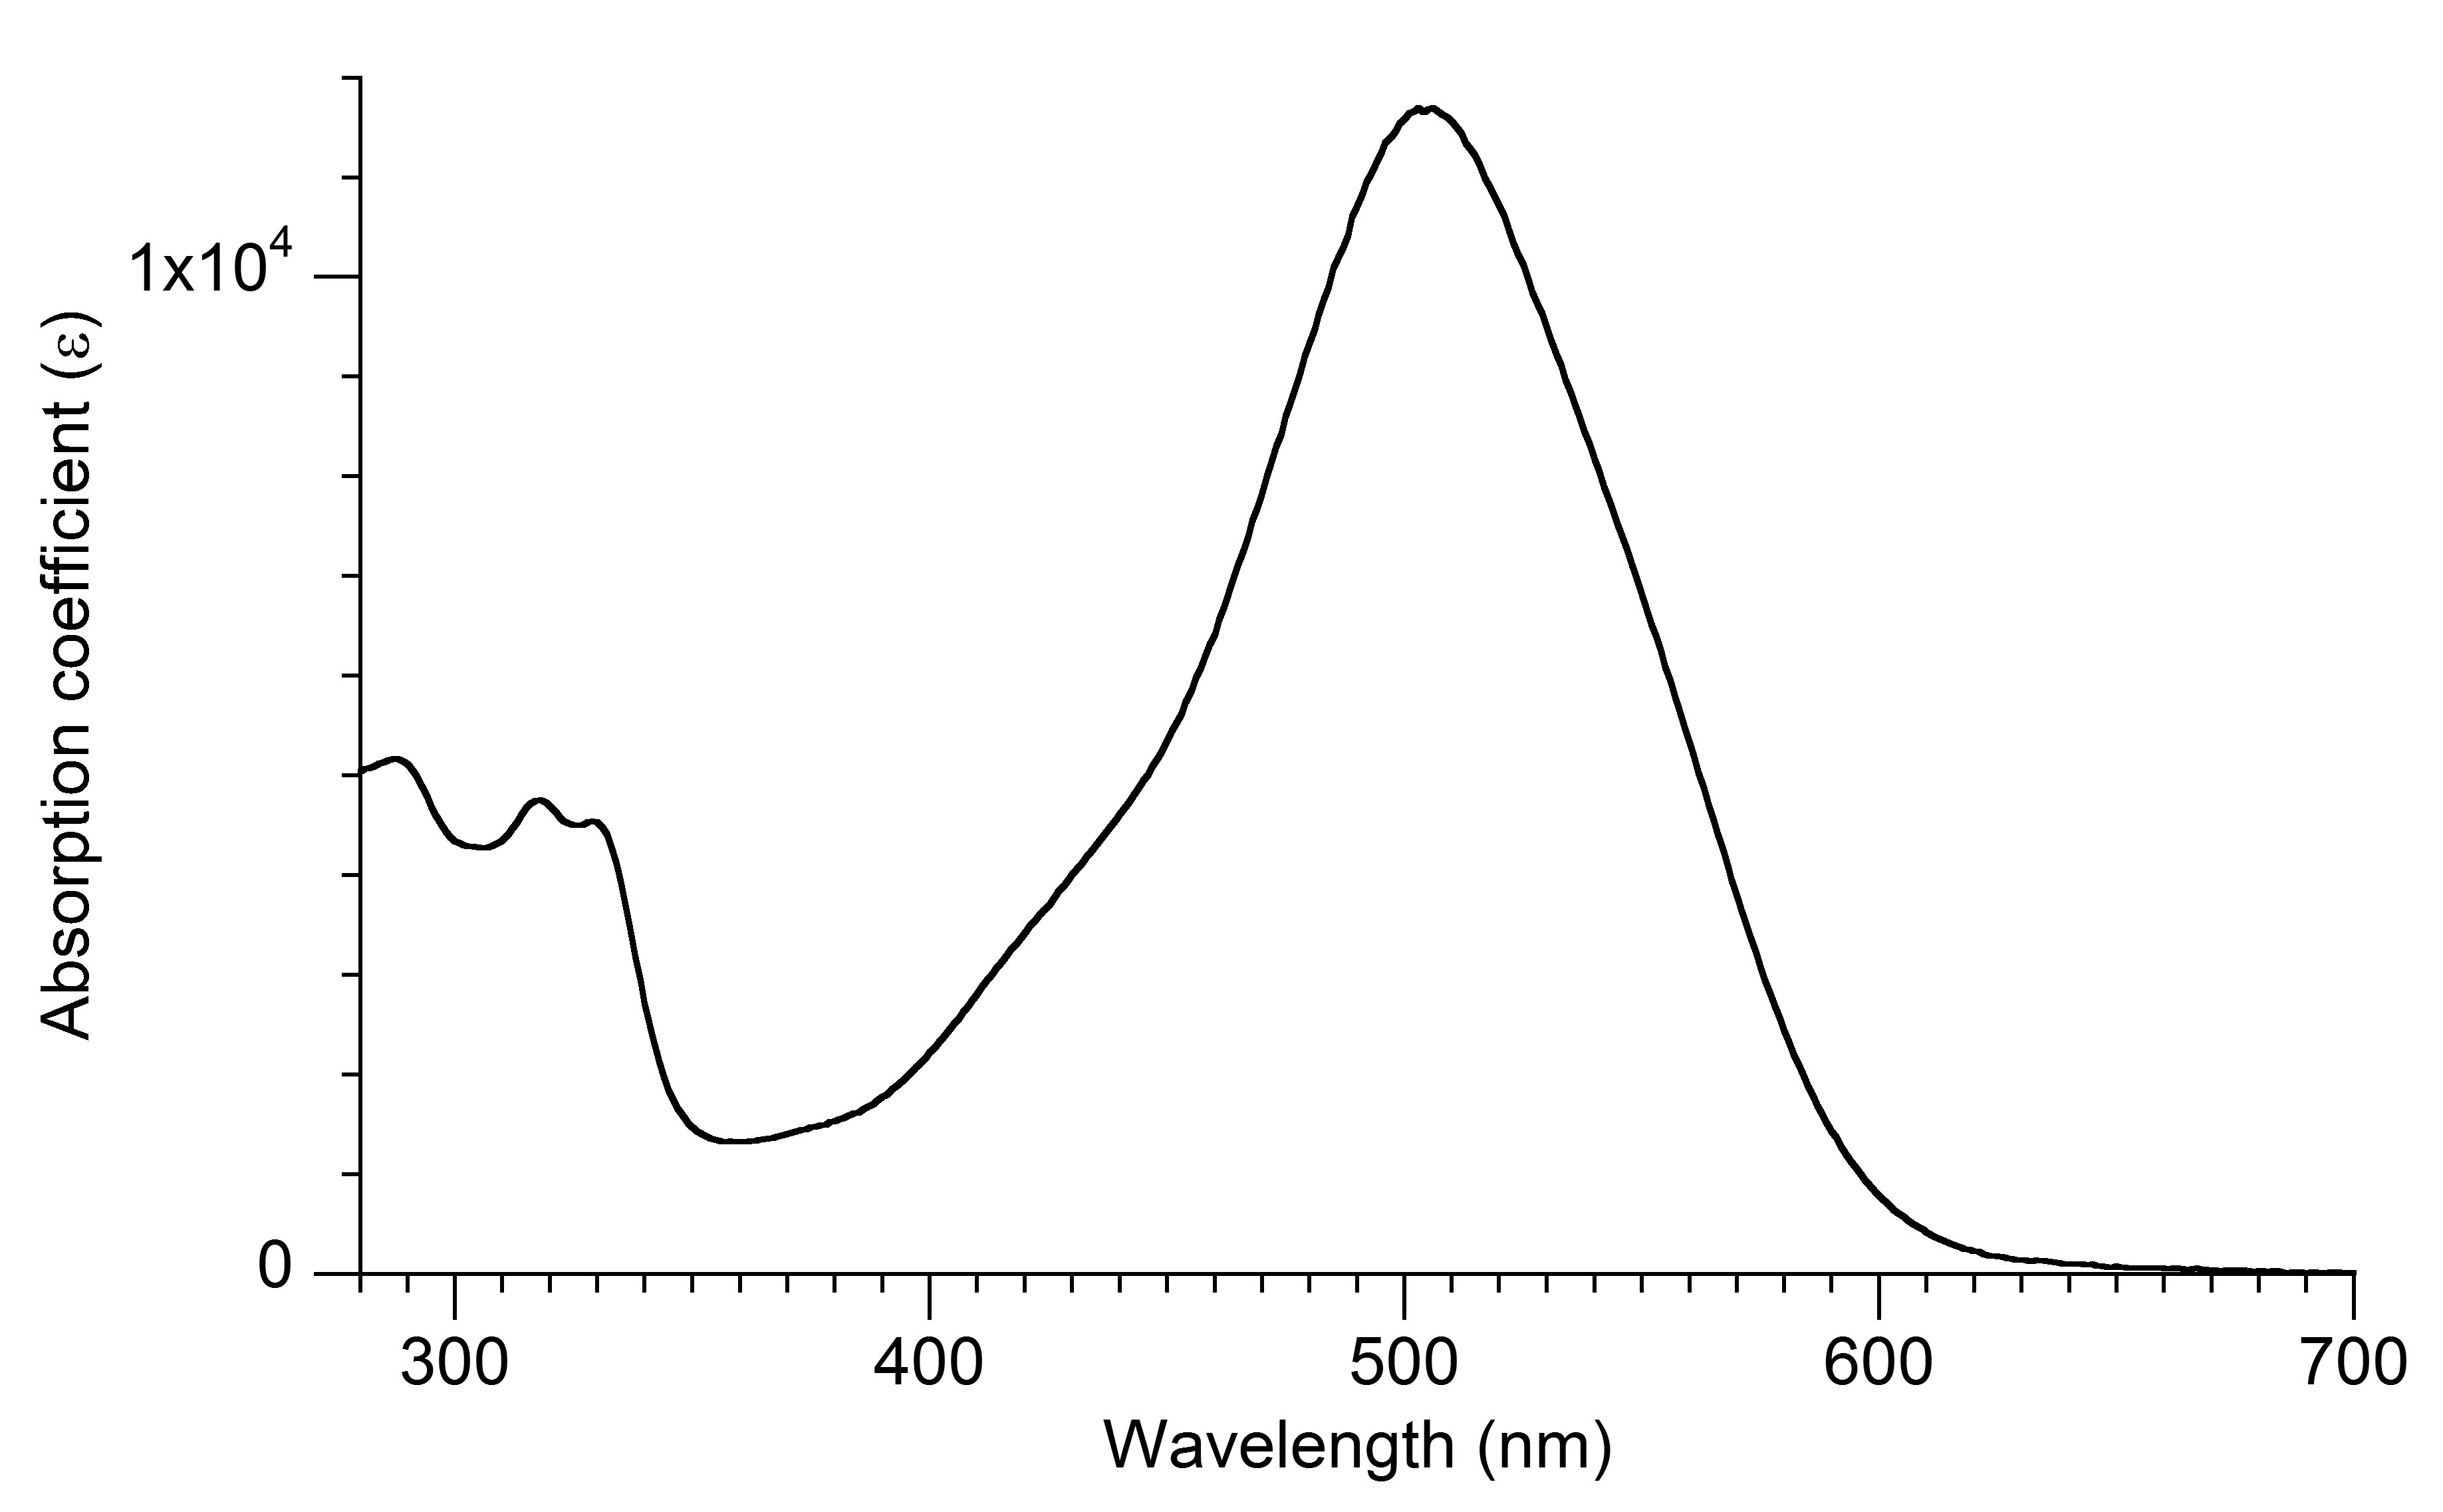 Absorption coefficient (ε)
1x10⁴
0
300 400 500 600 700
Wavelength (nm)